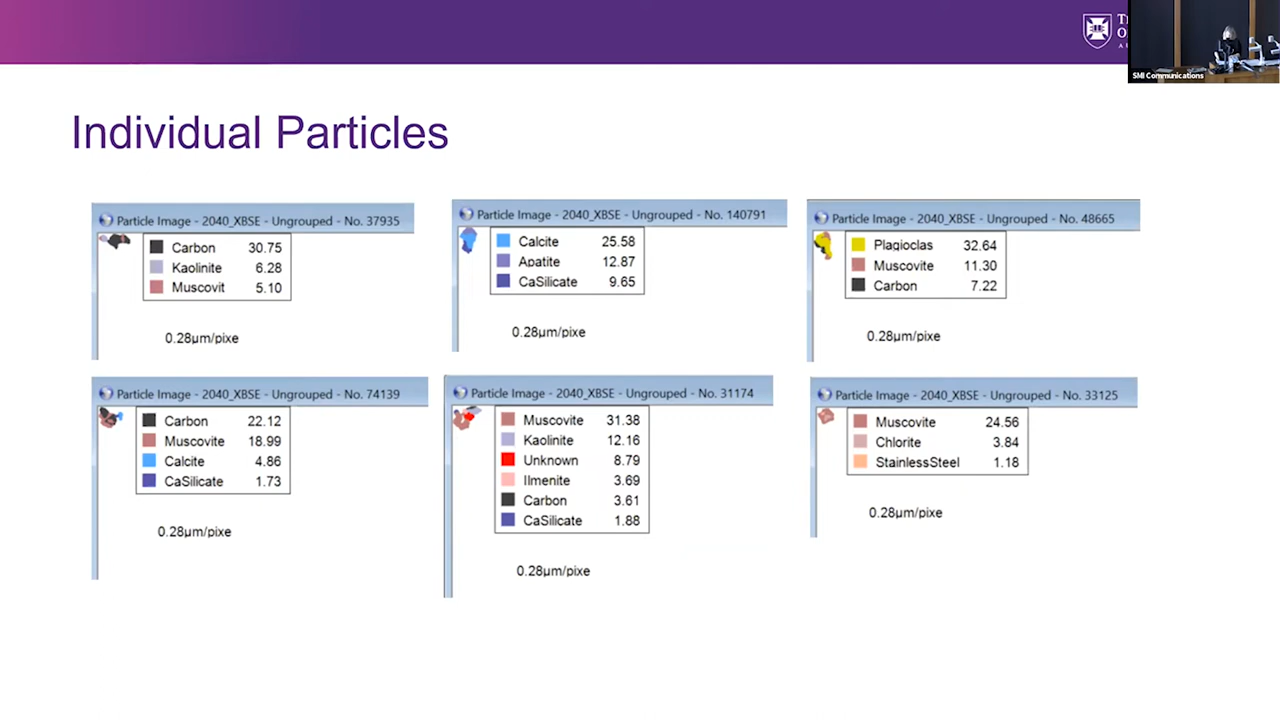 SMI Communications
Individual Particles
Particle Image - 2040_XBSE - Ungrouped - No. 37935
Carbon 30.75
Kaolinite 6.28
Muscovit 5.10
0.28µm/pixe
Particle Image - 2040_XBSE - Ungrouped - No. 140791
Calcite 25.58
Apatite 12.87
CaSilicate 9.65
0.28µm/pixe
Particle Image - 2040_XBSE - Ungrouped - No. 48665
Plagioclas 32.64
Muscovite 11.30
Carbon 7.22
0.28µm/pixe
Particle Image - 2040_XBSE - Ungrouped - No. 74139
Carbon 22.12
Muscovite 18.99
Calcite 4.86
CaSilicate 1.73
0.28µm/pixe
Particle Image - 2040_XBSE - Ungrouped - No. 31174
Muscovite 31.38
Kaolinite 12.16
Unknown 8.79
Ilmenite 3.69
Carbon 3.61
CaSilicate 1.88
0.28µm/pixe
Particle Image - 2040_XBSE - Ungrouped - No. 33125
Muscovite 24.56
Chlorite 3.84
StainlessSteel 1.18
0.28µm/pixe